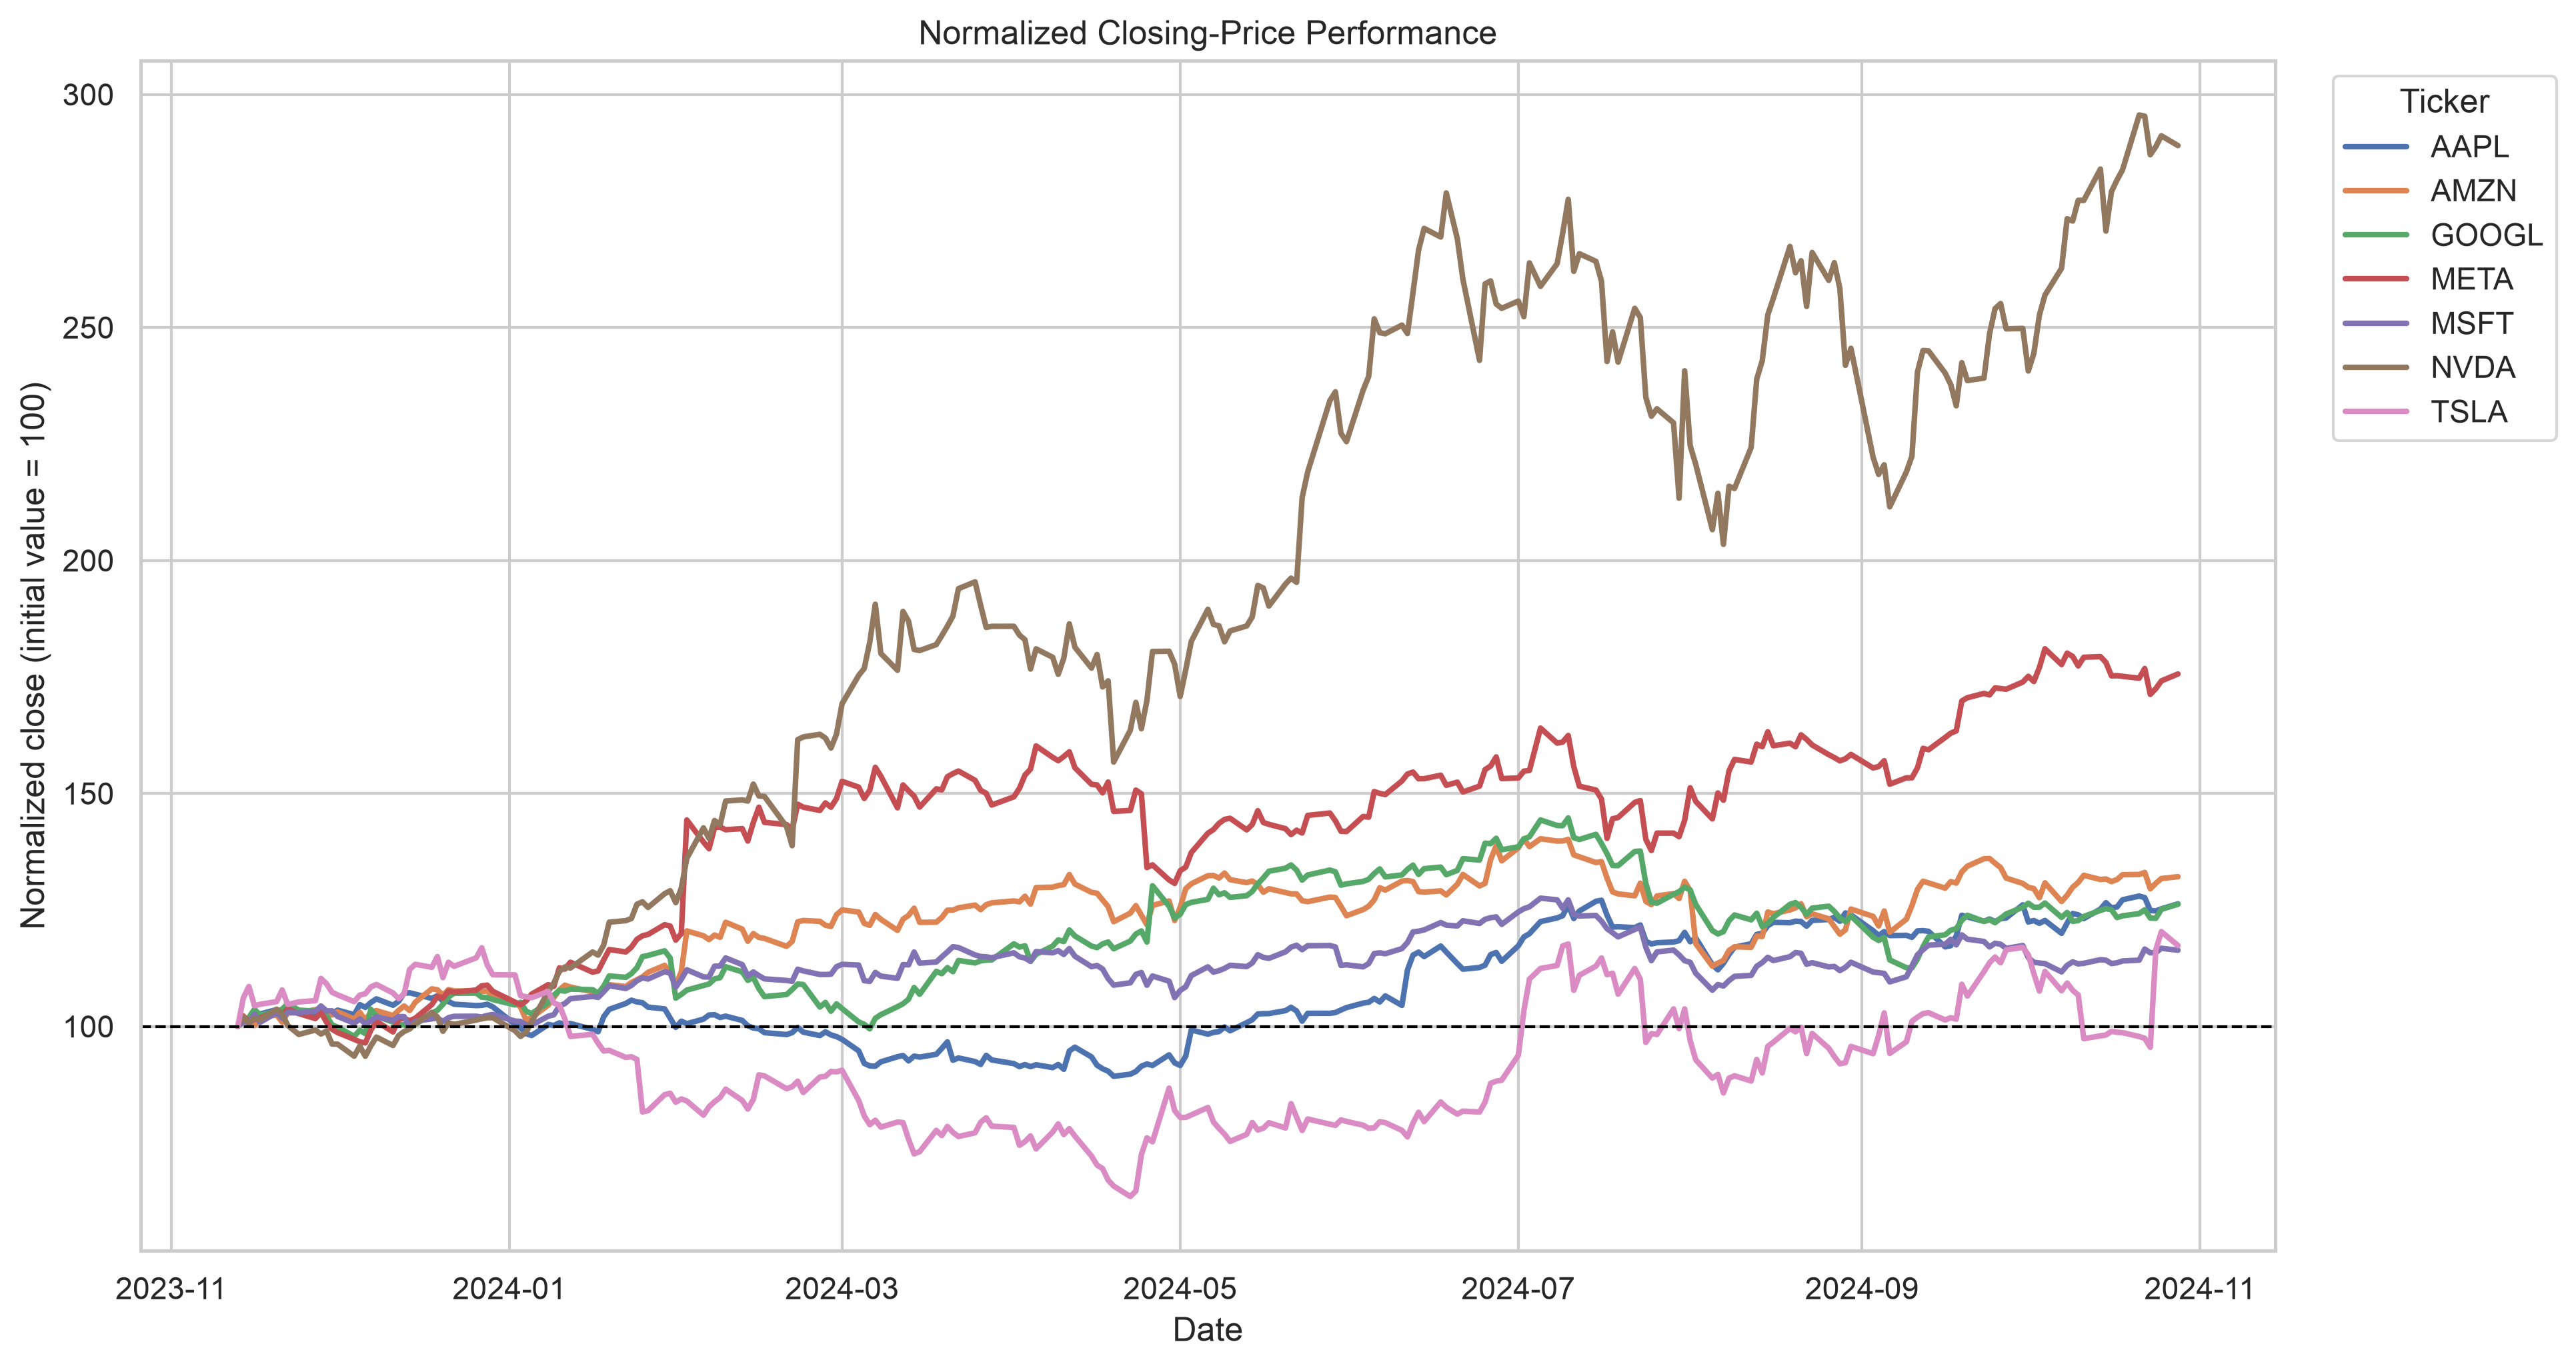 Normalized Closing-Price Performance
Normalized close (initial value = 100)
300
250
200
150
100
2023-11
2024-01
2024-03
2024-05
2024-07
2024-09
2024-11
Date
Ticker
AAPL
AMZN
GOOGL
META
MSFT
NVDA
TSLA